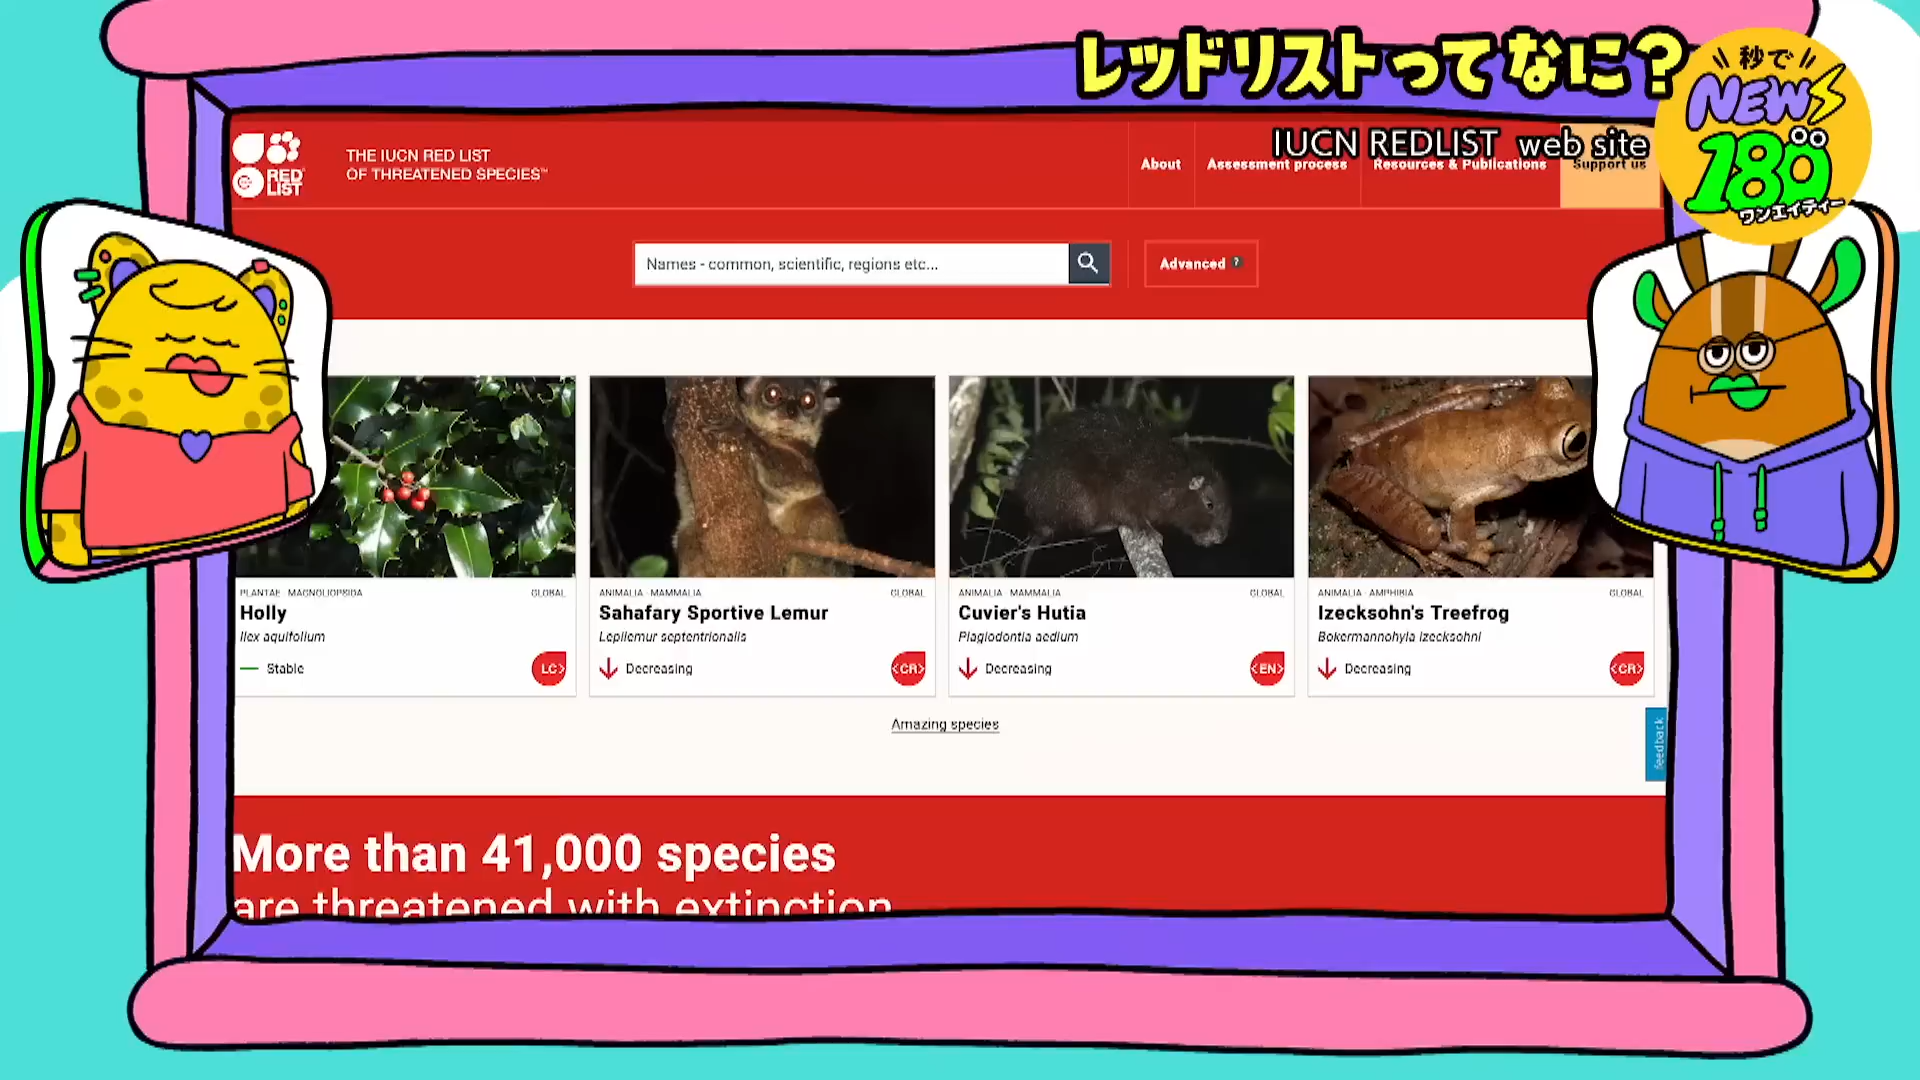 レッドリストってなに?
秒で
NEWS
180
ワンエイティー
IUCN REDLIST web site
RED
LIST
THE IUCN RED LIST
OF THREATENED SPECIES™
About
Assessment process
Resources & Publications
Support us
Names - common, scientific, regions etc...
Advanced ?
PLANTAE - MAGNOLIOPSIDA GLOBAL
Holly
Ilex aquifolium
Stable LC
ANIMALIA - MAMMALIA GLOBAL
Sahafary Sportive Lemur
Lepilemur septentrionalis
Decreasing CR
ANIMALIA - MAMMALIA GLOBAL
Cuvier's Hutia
Plagiodontia aedium
Decreasing EN
ANIMALIA - AMPHIBIA GLOBAL
Izecksohn's Treefrog
Bokermannohyla izecksohni
Decreasing CR
Amazing species
feedback
More than 41,000 species
are threatened with extinction